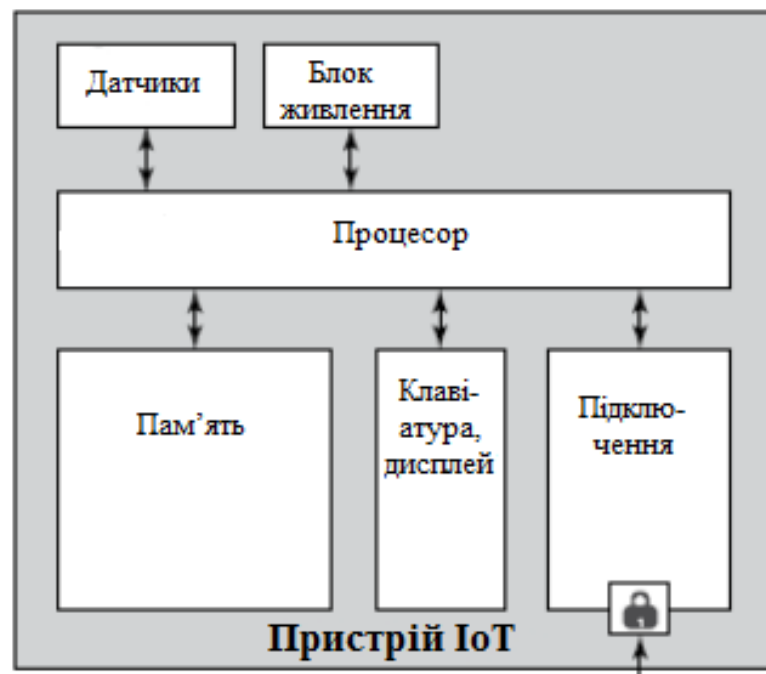 Датчики
Блок
живлення
Процесор
Пам’ять
Клаві-
атура,
дисплей
Підклю-
чення
Пристрій IoT